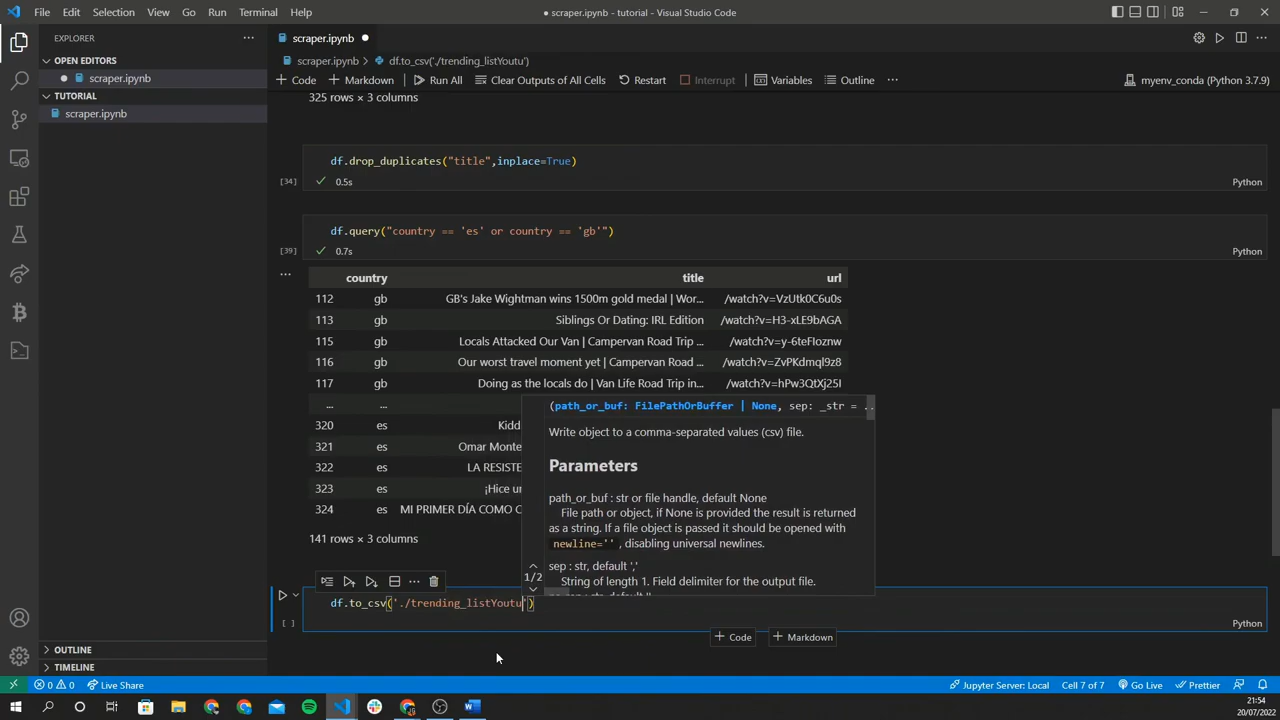 File Edit Selection View Go Run Terminal Help
● scraper.ipynb - tutorial - Visual Studio Code
EXPLORER
OPEN EDITORS
scraper.ipynb
TUTORIAL
scraper.ipynb
OUTLINE
TIMELINE
scraper.ipynb
scraper.ipynb > df.to_csv('./trending_listYoutu')
Code Markdown Run All Clear Outputs of All Cells Restart Interrupt Variables Outline ... myenv_conda (Python 3.7.9)
325 rows × 3 columns
df.drop_duplicates("title",inplace=True)
[34] 0.5s Python
df.query("country == 'es' or country == 'gb'")
[39] 0.7s Python
country title url
112 gb GB's Jake Wightman wins 1500m gold medal | Wor... /watch?v=VzUtk0C6u0s
113 gb Siblings Or Dating: IRL Edition /watch?v=H3-xLE9bAGA
115 gb Locals Attacked Our Van | Campervan Road Trip ... /watch?v=y-6teFIoznw
116 gb Our worst travel moment yet | Campervan Road ... /watch?v=ZvPKdmql9z8
117 gb Doing as the locals do | Van Life Road Trip in... /watch?v=hPw3QtXj25I
... ...
320 es Kidd
321 es Omar Monte
322 es LA RESISTE
323 es ¡Hice un
324 es MI PRIMER DÍA COMO C
141 rows × 3 columns
(path_or_buf: FilePathOrBuffer | None, sep: _str = ...
Write object to a comma-separated values (csv) file.
Parameters
path_or_buf : str or file handle, default None
File path or object, if None is provided the result is returned
as a string. If a file object is passed it should be opened with
newline='' , disabling universal newlines.
sep : str, default ','
String of length 1. Field delimiter for the output file.
1/2
df.to_csv('./trending_listYoutu')
[ ] Python
Code Markdown
0 0 Live Share Jupyter Server: Local Cell 7 of 7 Go Live Prettier
21:54
20/07/2022